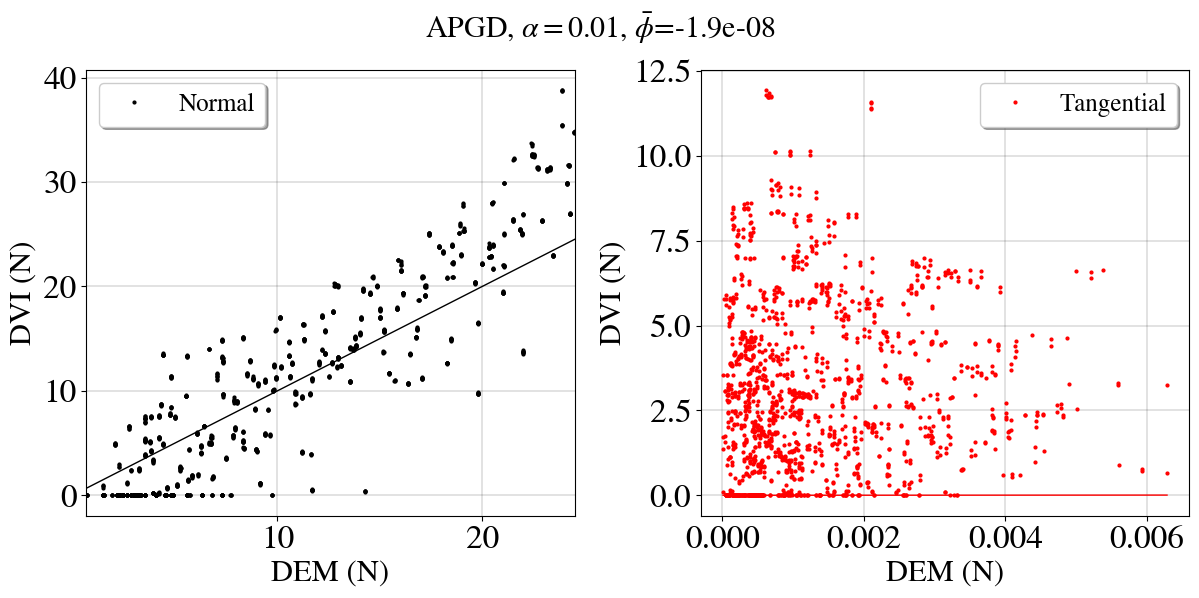 APGD, α = 0.01, φ̄=-1.9e-08
Normal
DVI (N)
40
30
20
10
0
10
20
DEM (N)
Tangential
DVI (N)
12.5
10.0
7.5
5.0
2.5
0.0
0.000
0.002
0.004
0.006
DEM (N)